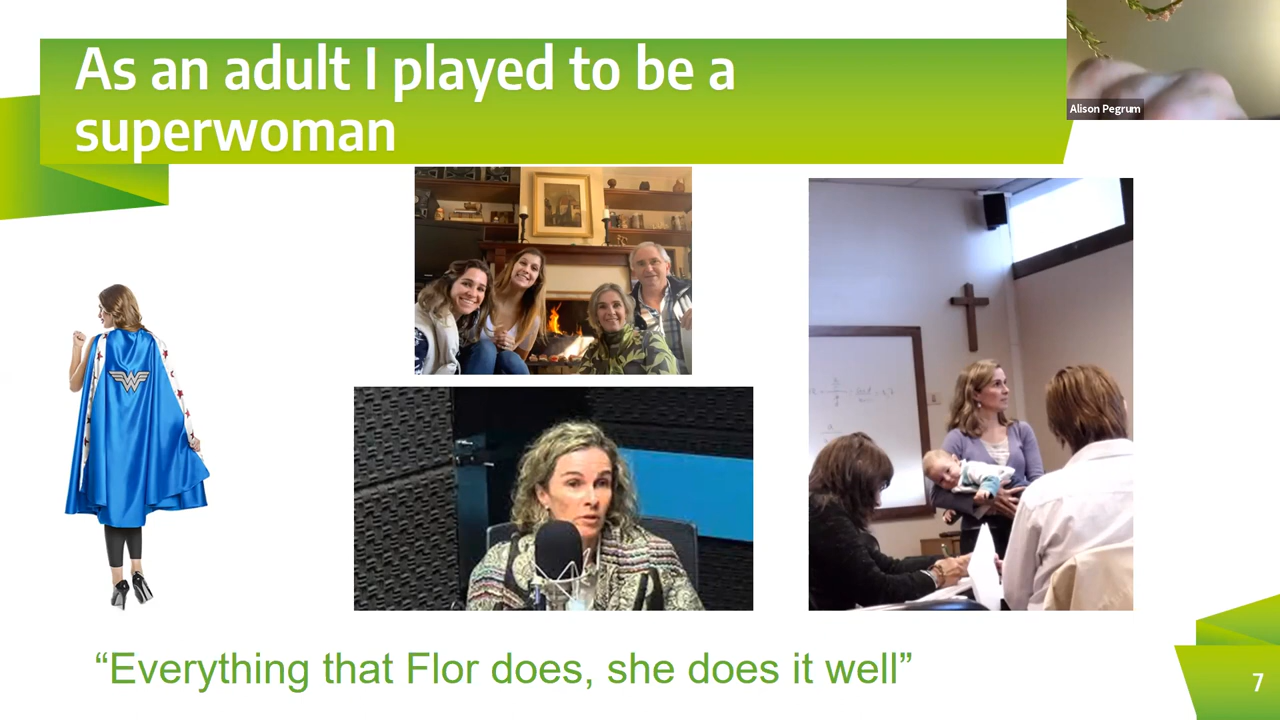 As an adult I played to be a
superwoman
Alison Pegrum
W
“Everything that Flor does, she does it well”
7